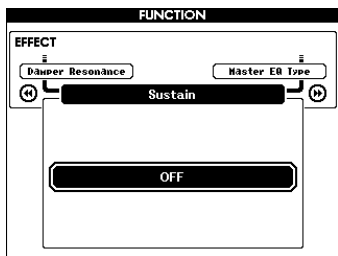 FUNCTION
EFFECT
Damper Resonance
Master EQ Type
Sustain
OFF